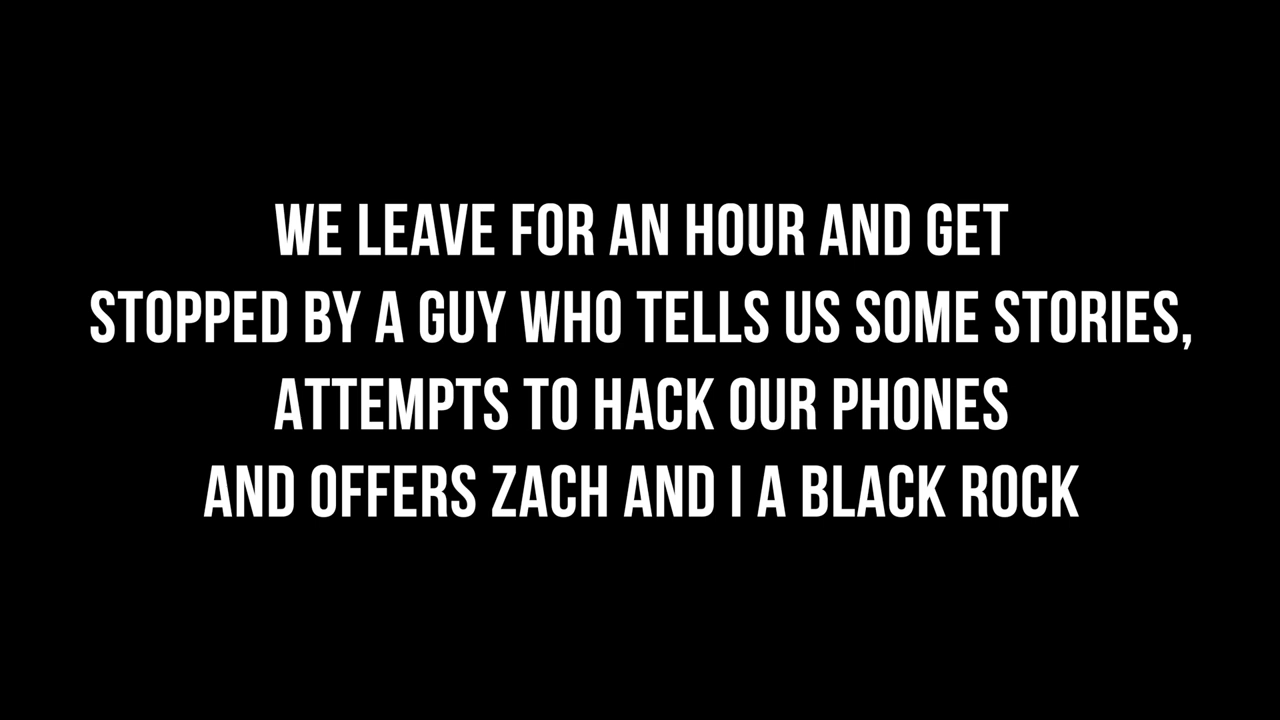 WE LEAVE FOR AN HOUR AND GET
STOPPED BY A GUY WHO TELLS US SOME STORIES,
ATTEMPTS TO HACK OUR PHONES
AND OFFERS ZACH AND I A BLACK ROCK